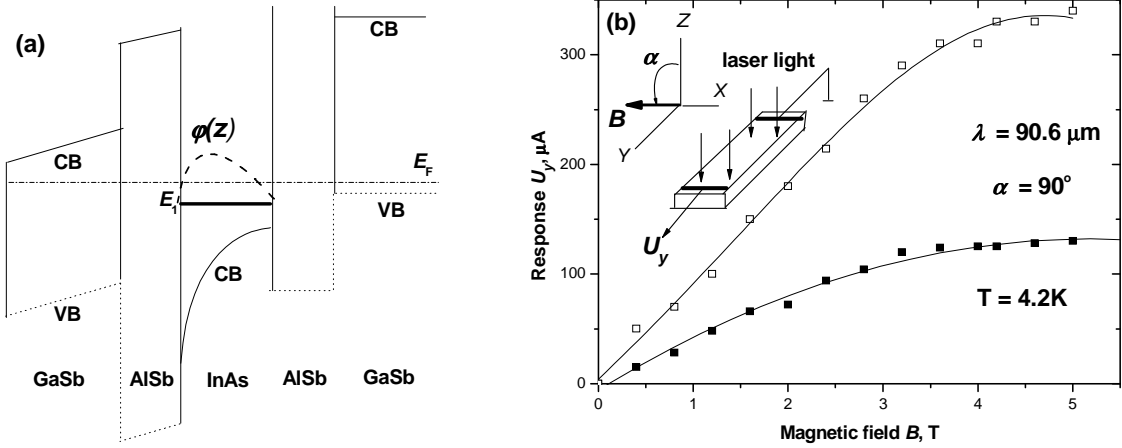 (a)
CB
CB
φ(z)
CB
E_F
E_1
VB
CB
VB
GaSb AlSb InAs AlSb GaSb
(b)
Z
α
laser light
X
B
Y
U_y
λ = 90.6 μm
α = 90°
T = 4.2K
Response U_y, μA
300
200
100
0
0 1 2 3 4 5
Magnetic field B, T